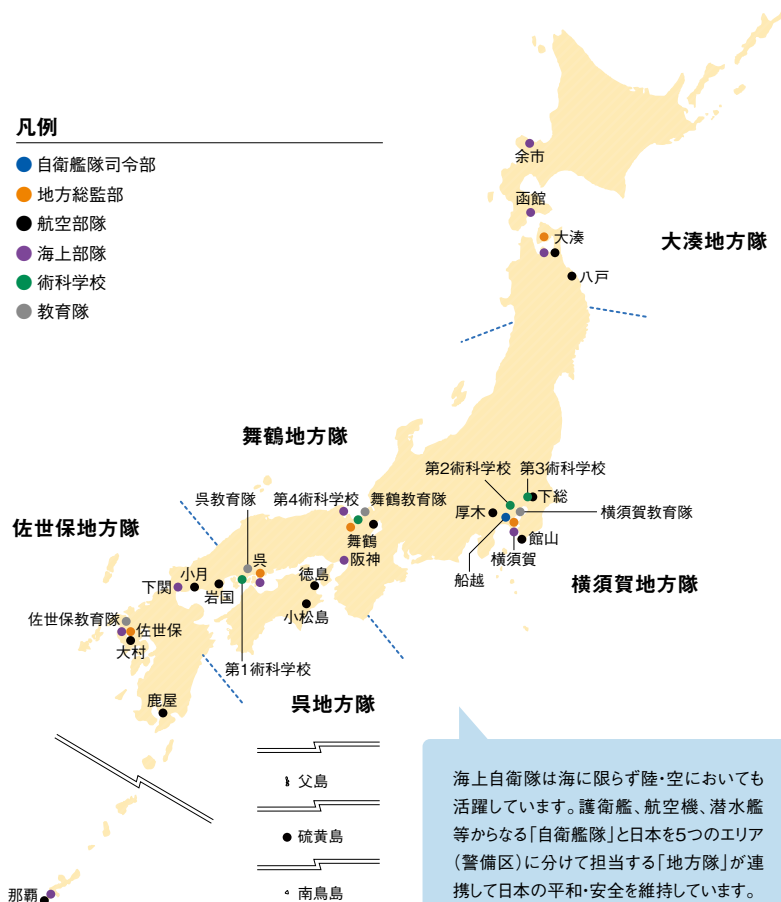 凡例
自衛艦隊司令部
地方総監部
航空部隊
海上部隊
術科学校
教育隊
余市
函館
大湊
大湊地方隊
八戸
舞鶴地方隊
第2術科学校
第3術科学校
呉教育隊
第4術科学校
舞鶴教育隊
下総
佐世保地方隊
厚木
横須賀教育隊
舞鶴
館山
呉
阪神
横須賀
船越
横須賀地方隊
小月
徳島
下関
岩国
小松島
佐世保教育隊
佐世保
大村
第1術科学校
鹿屋
呉地方隊
父島
硫黄島
南鳥島
那覇
海上自衛隊は海に限らず陸・空においても
活躍しています。護衛艦、航空機、潜水艦
等からなる「自衛艦隊」と日本を5つのエリア
（警備区）に分けて担当する「地方隊」が連
携して日本の平和・安全を維持しています。